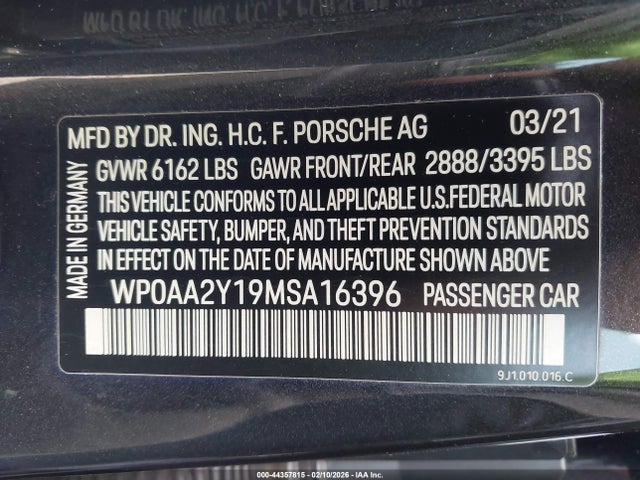 MFD BY DR. ING. H.C. F. PORSCHE AG 03/21
GVWR 6162 LBS GAWR FRONT/REAR 2888/3395 LBS
THIS VEHICLE CONFORMS TO ALL APPLICABLE U.S.FEDERAL MOTOR
VEHICLE SAFETY, BUMPER, AND THEFT PREVENTION STANDARDS
IN EFFECT ON THE DATE OF MANUFACTURE SHOWN ABOVE
WP0AA2Y19MSA16396 PASSENGER CAR
MADE IN GERMANY
9J1.010.016.C
000-44357815 - 02/10/2026 - IAAI Inc.